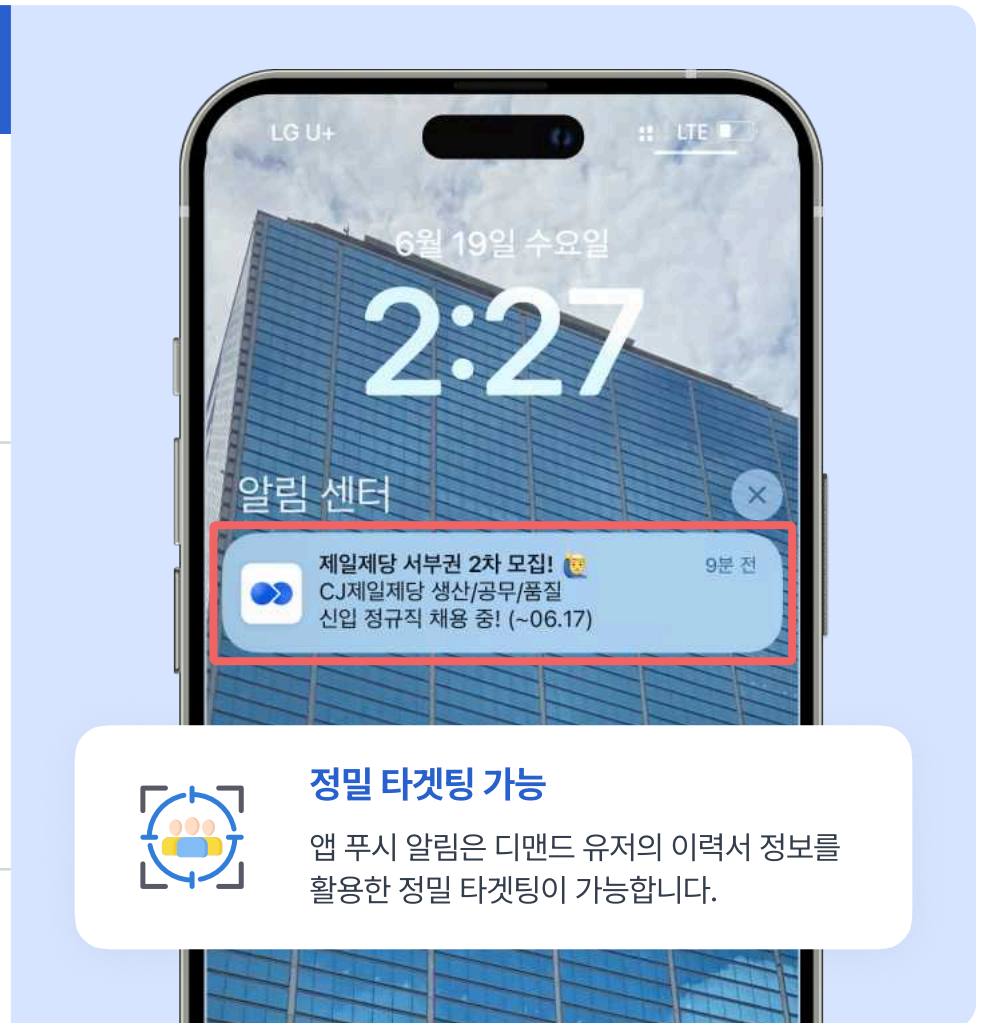 LG U+
LTE
6월 19일 수요일
2:27
알림 센터
제일제당 서부권 2차 모집! 🙋‍♂️
9분 전
CJ제일제당 생산/공무/품질
신입 정규직 채용 중! (~06.17)
정밀 타겟팅 가능
앱 푸시 알림은 디맨드 유저의 이력서 정보를
활용한 정밀 타겟팅이 가능합니다.